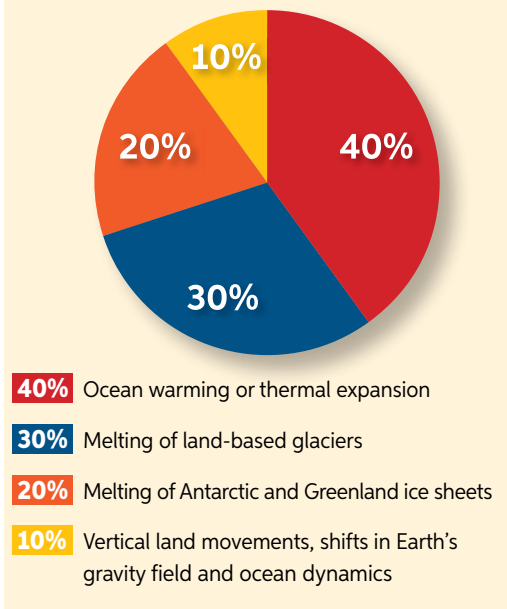 10%
20%
40%
30%
40% Ocean warming or thermal expansion
30% Melting of land-based glaciers
20% Melting of Antarctic and Greenland ice sheets
10% Vertical land movements, shifts in Earth’s
gravity field and ocean dynamics